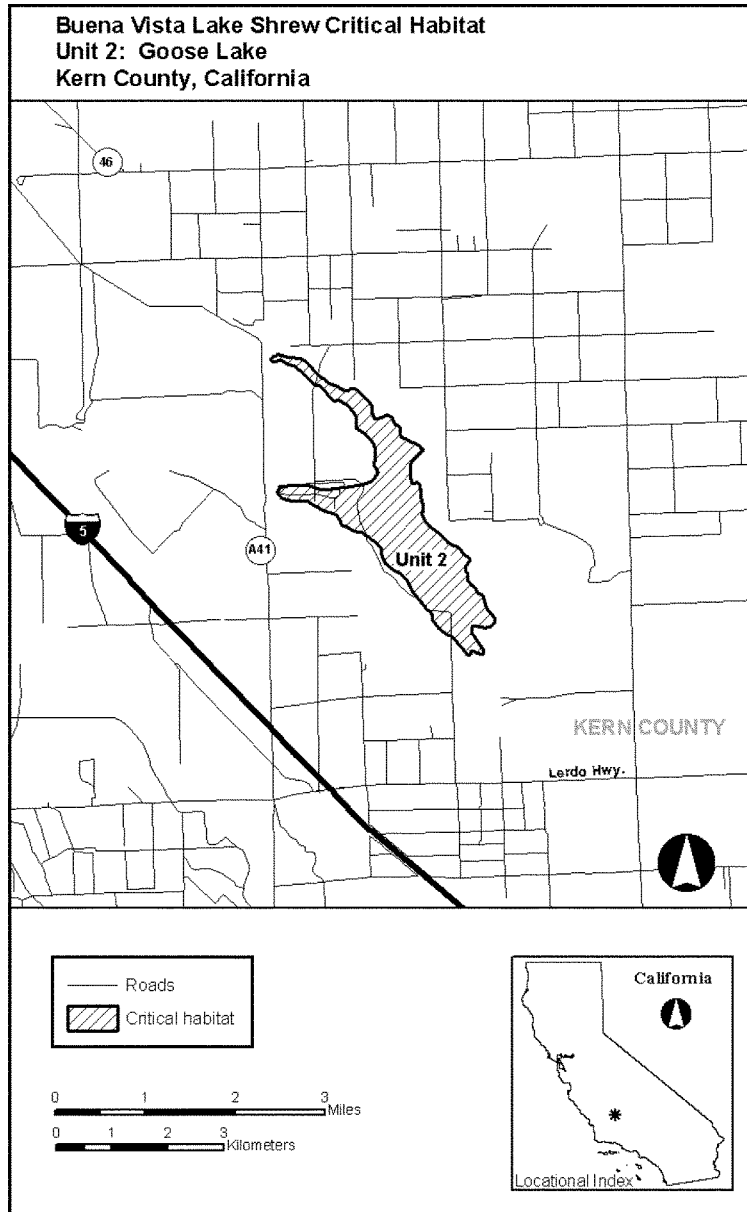 Buena Vista Lake Shrew Critical Habitat
Unit 2: Goose Lake
Kern County, California
46
5
A41
Unit 2
KERN COUNTY
Lerdo Hwy.
Roads
Critical habitat
0 1 2 3
Miles
0 1 2 3
Kilometers
California
Locational Index